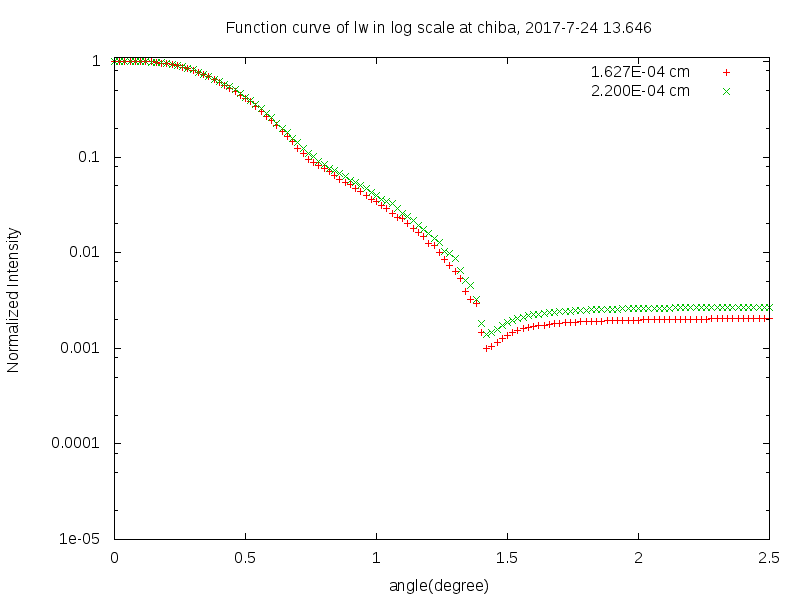 Function curve of lw in log scale at chiba, 2017-7-24 13.646
1.627E-04 cm
2.200E-04 cm
Normalized Intensity
1
0.1
0.01
0.001
0.0001
1e-05
0 0.5 1 1.5 2 2.5
angle(degree)